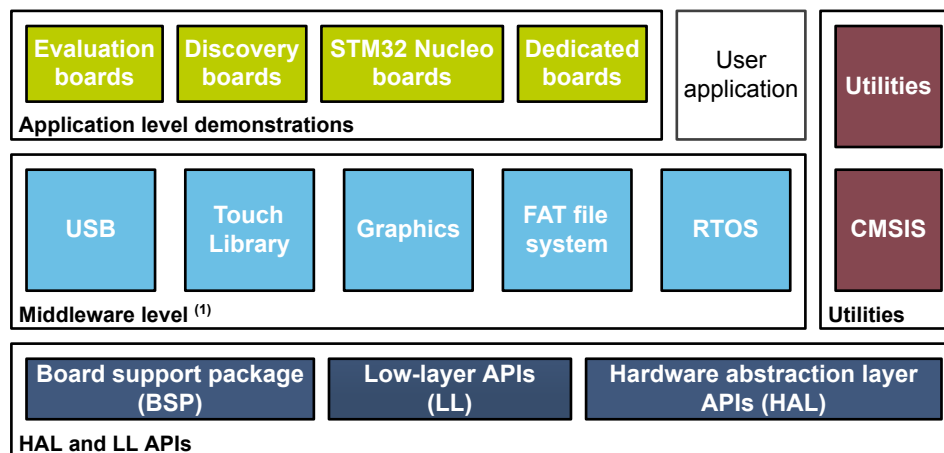 Evaluation
boards
Discovery
boards
STM32 Nucleo
boards
Dedicated
boards
Application level demonstrations
User
application
Utilities
USB
Touch
Library
Graphics
FAT file
system
RTOS
Middleware level (1)
CMSIS
Utilities
Board support package
(BSP)
Low-layer APIs
(LL)
Hardware abstraction layer
APIs (HAL)
HAL and LL APIs